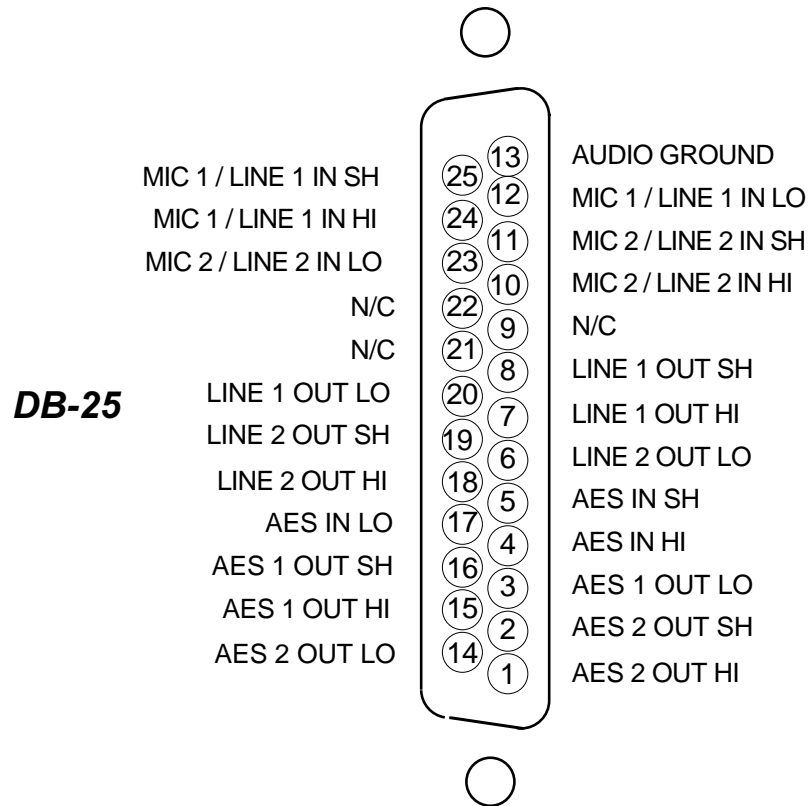 MIC 1 / LINE 1 IN SH
MIC 1 / LINE 1 IN HI
MIC 2 / LINE 2 IN LO
N/C
N/C
LINE 1 OUT LO
LINE 2 OUT SH
LINE 2 OUT HI
AES IN LO
AES 1 OUT SH
AES 1 OUT HI
AES 2 OUT LO
DB-25
25
24
23
22
21
20
19
18
17
16
15
14
13
12
11
10
9
8
7
6
5
4
3
2
1
AUDIO GROUND
MIC 1 / LINE 1 IN LO
MIC 2 / LINE 2 IN SH
MIC 2 / LINE 2 IN HI
N/C
LINE 1 OUT SH
LINE 1 OUT HI
LINE 2 OUT LO
AES IN SH
AES IN HI
AES 1 OUT LO
AES 2 OUT SH
AES 2 OUT HI